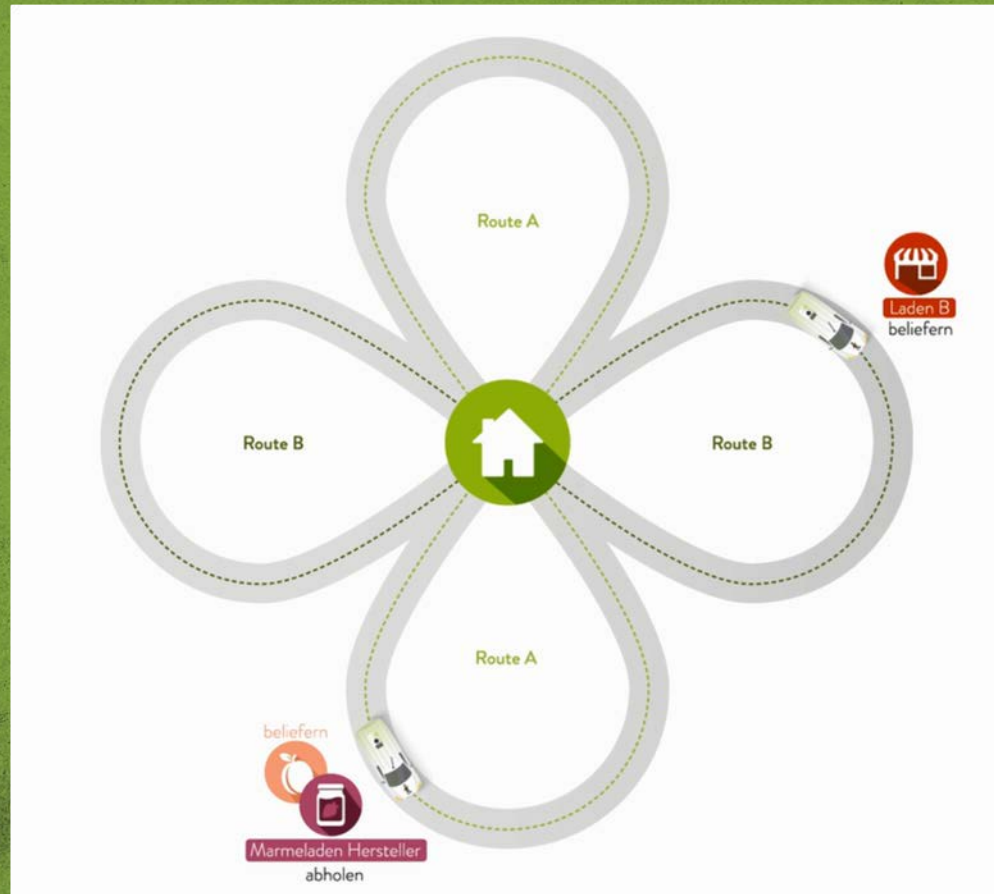 Route A
Laden B
beliefern
Route B
Route B
Route A
beliefern
Marmeladen Hersteller
abholen